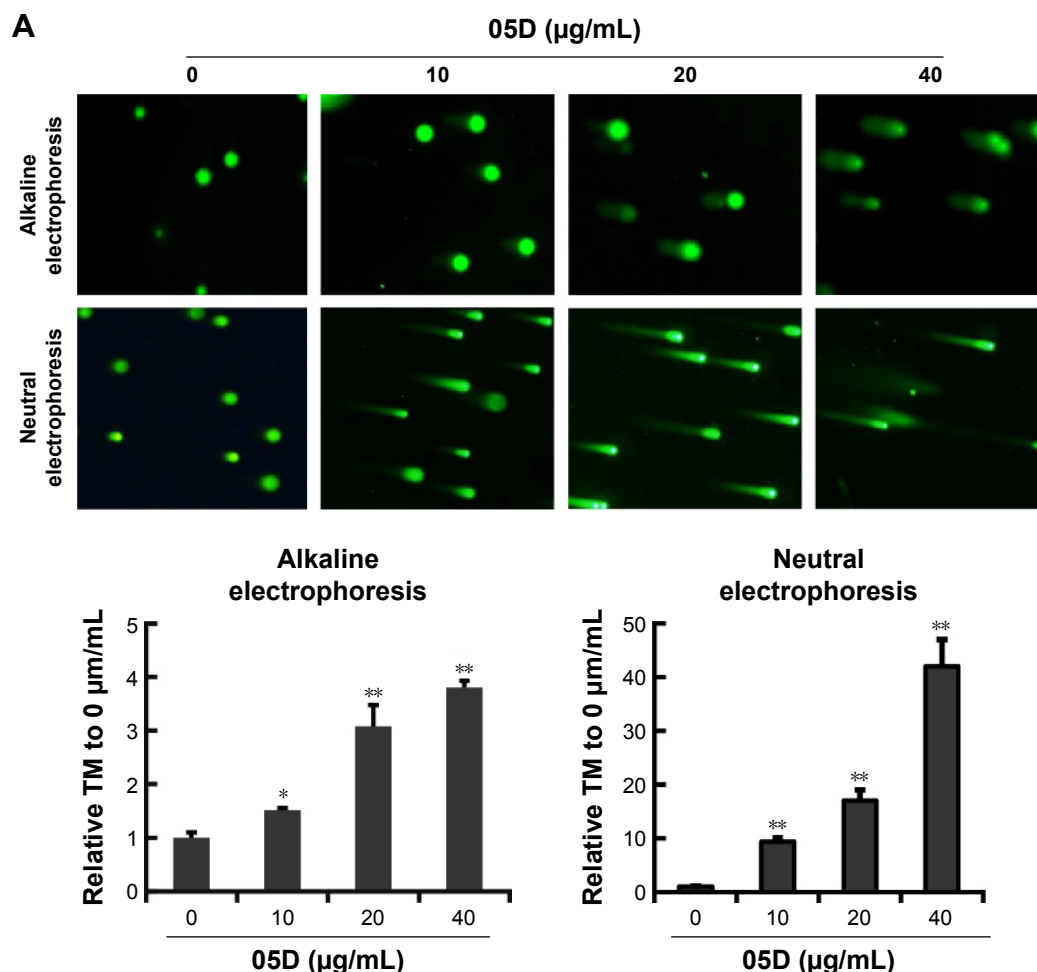 A
05D (µg/mL)
0 10 20 40
Alkaline
electrophoresis
Neutral
electrophoresis
Alkaline
electrophoresis
Relative TM to 0 µm/mL
5
4
3
2
1
0
*
**
**
0 10 20 40
05D (µg/mL)
Neutral
electrophoresis
Relative TM to 0 µm/mL
50
40
30
20
10
0
**
**
**
0 10 20 40
05D (µg/mL)